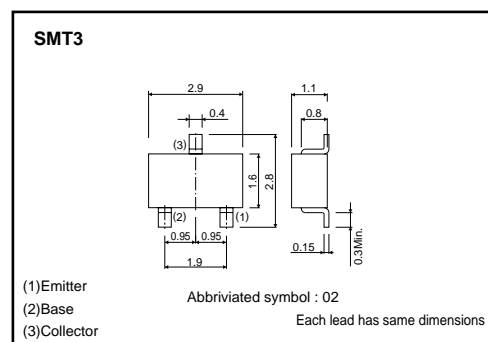 SMT3
2.9
1.1
0.4
0.8
(3)
1.6
2.8
(2)
(1)
0.95
0.95
0.15
0.3Min.
1.9
(1)Emitter
(2)Base
(3)Collector
Abbriviated symbol : 02
Each lead has same dimensions